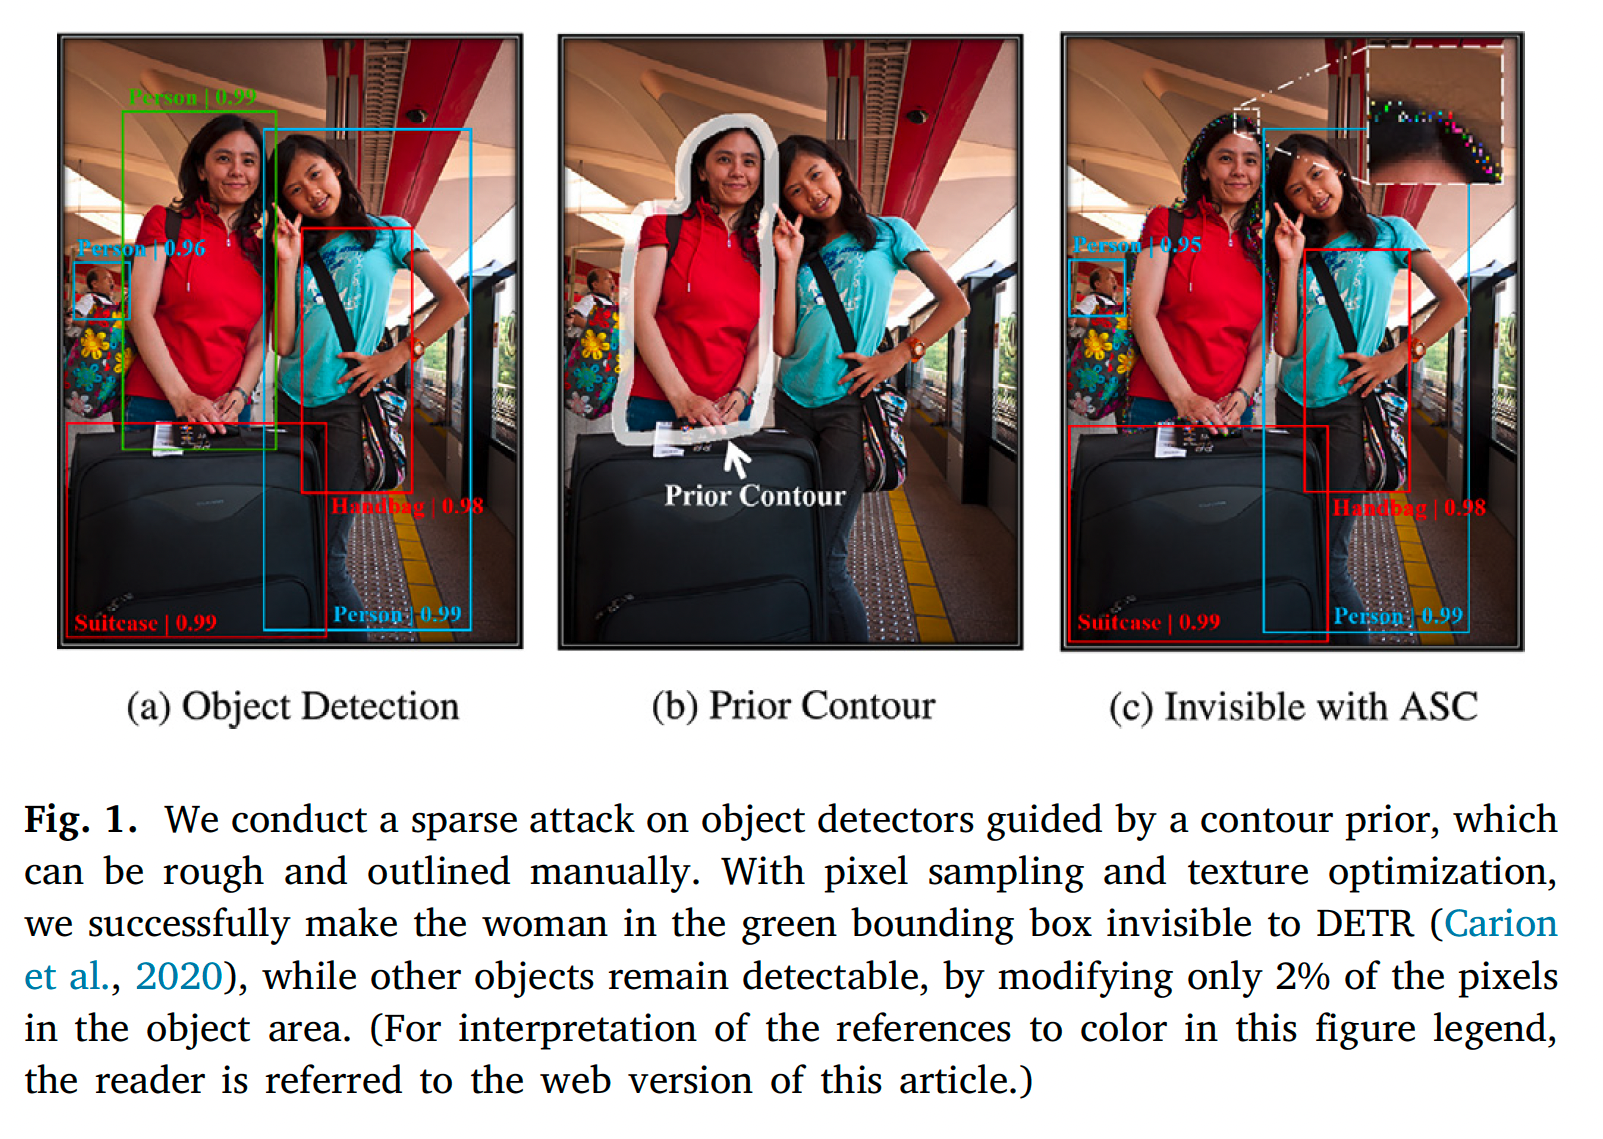 Person | 0.99
Person | 0.96
Handbag | 0.98
Person | 0.99
Suitcase | 0.99
Prior Contour
Person | 0.95
Handbag | 0.98
Person | 0.99
Suitcase | 0.99
(a) Object Detection
(b) Prior Contour
(c) Invisible with ASC
Fig. 1. We conduct a sparse attack on object detectors guided by a contour prior, which
can be rough and outlined manually. With pixel sampling and texture optimization,
we successfully make the woman in the green bounding box invisible to DETR (Carion
et al., 2020), while other objects remain detectable, by modifying only 2% of the pixels
in the object area. (For interpretation of the references to color in this figure legend,
the reader is referred to the web version of this article.)